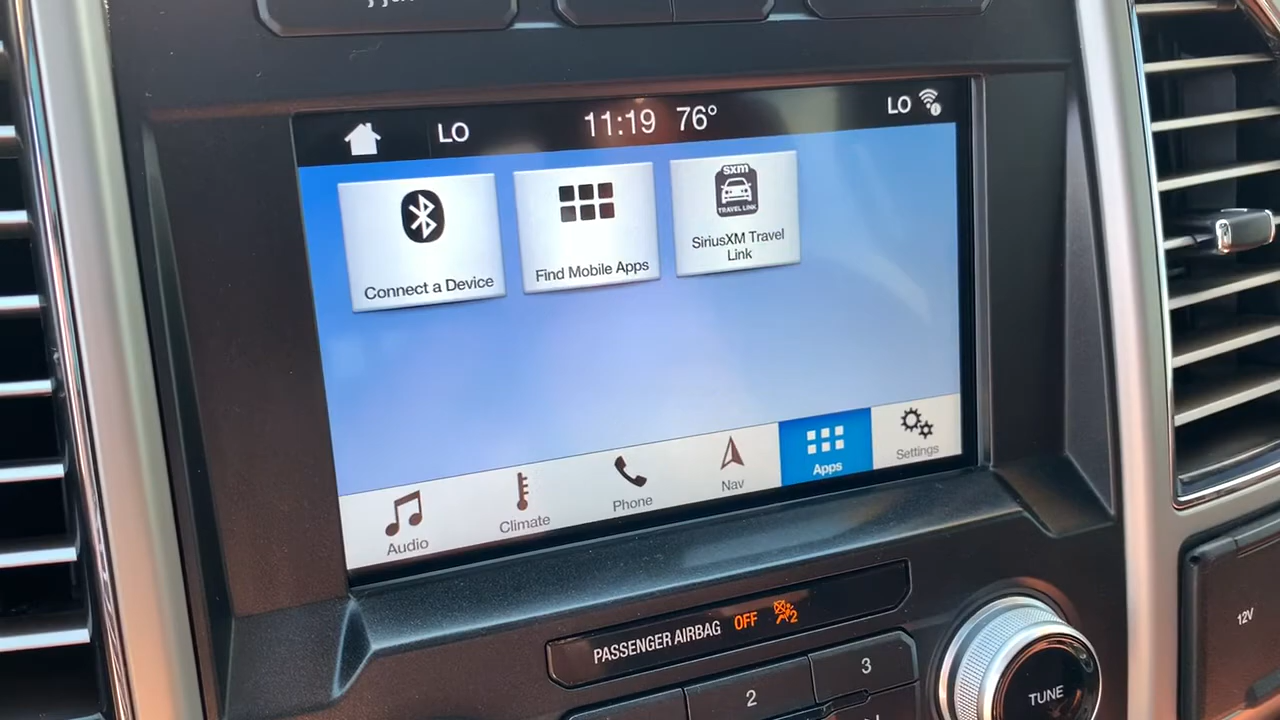 LO
11:19 76°
LO
Connect a Device
Find Mobile Apps
sxm
TRAVEL LINK
SiriusXM Travel
Link
Audio
Climate
Phone
Nav
Apps
Settings
PASSENGER AIRBAG OFF
2
2
3
TUNE
12V